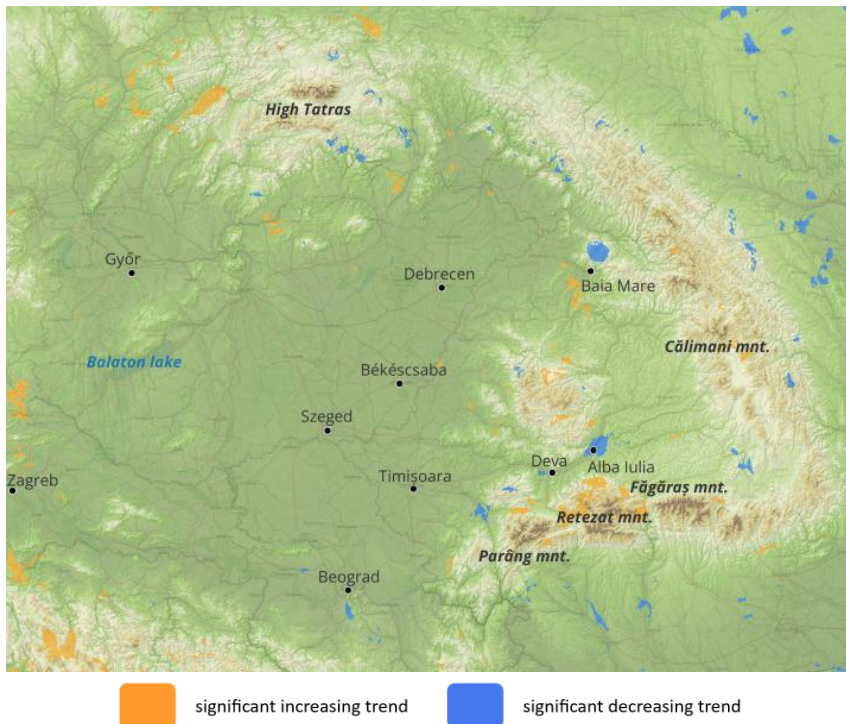 High Tatras
Győr
Debrecen
Baia Mare
Călimani mnt.
Balaton lake
Békéscsaba
Szeged
Deva
Alba Iulia
Zagreb
Timișoara
Făgăraș mnt.
Retezat mnt.
Parâng mnt.
Beograd
significant increasing trend
significant decreasing trend